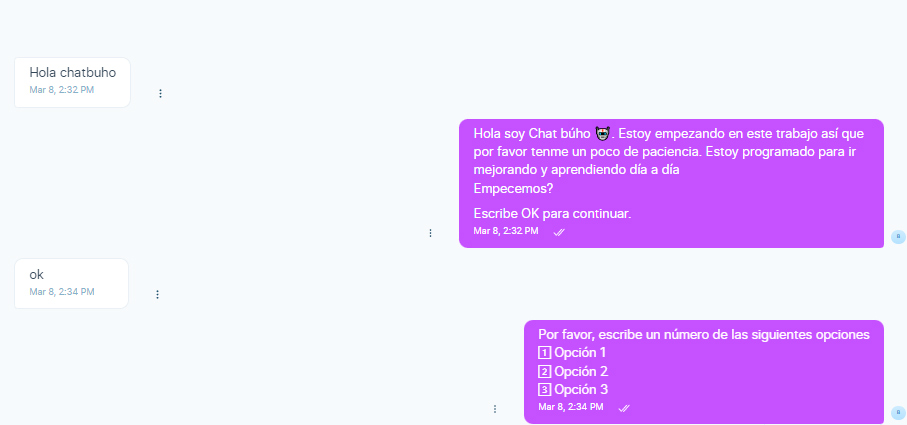 Hola chatbuho
Mar 8, 2:32 PM
Hola soy Chat búho 🦉. Estoy empezando en este trabajo así que
por favor tenme un poco de paciencia. Estoy programado para ir
mejorando y aprendiendo día a día
Empecemos?
Escribe OK para continuar.
Mar 8, 2:32 PM
ok
Mar 8, 2:34 PM
Por favor, escribe un número de las siguientes opciones
1️⃣ Opción 1
2️⃣ Opción 2
3️⃣ Opción 3
Mar 8, 2:34 PM